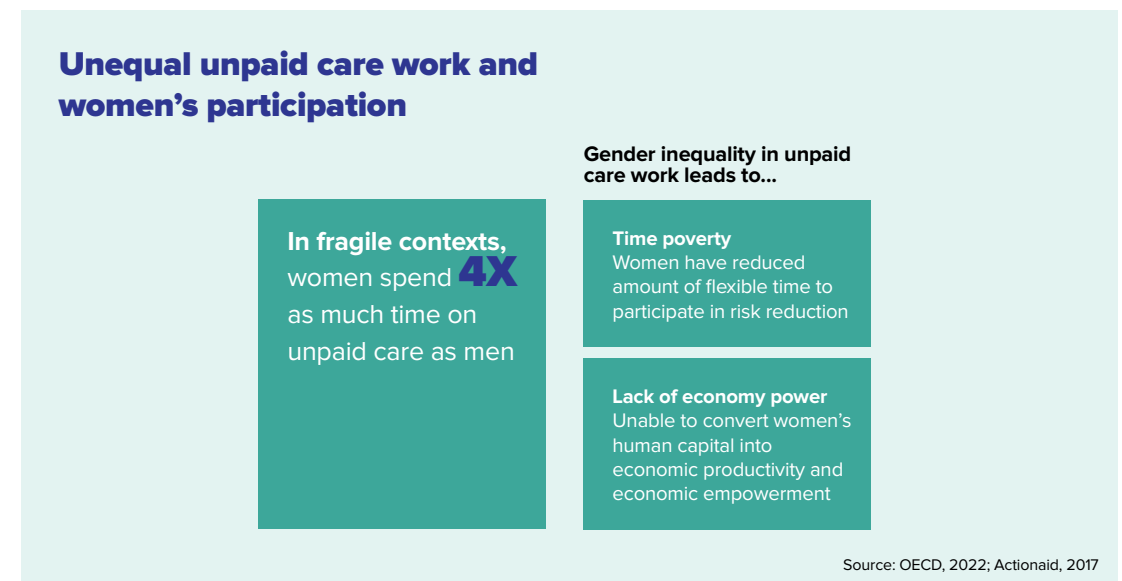 Unequal unpaid care work and
women’s participation
In fragile contexts,
women spend 4X
as much time on
unpaid care as men
Gender inequality in unpaid
care work leads to...
Time poverty
Women have reduced
amount of flexible time to
participate in risk reduction
Lack of economy power
Unable to convert women’s
human capital into
economic productivity and
economic empowerment
Source: OECD, 2022; Actionaid, 2017